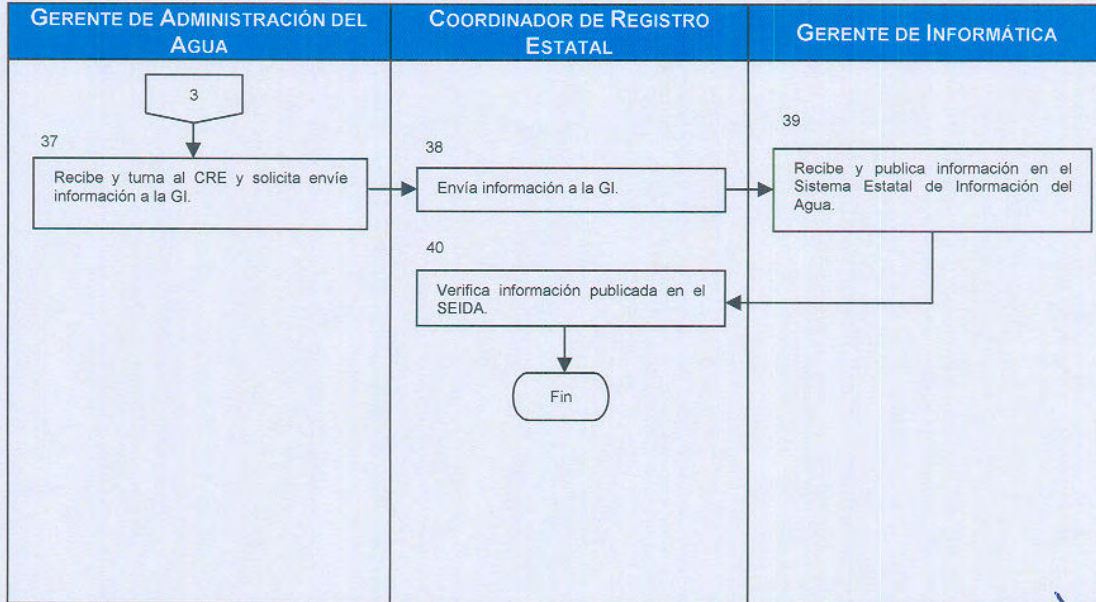 GERENTE DE ADMINISTRACIÓN DEL
AGUA
COORDINADOR DE REGISTRO
ESTATAL
GERENTE DE INFORMÁTICA
3
37
Recibe y turna al CRE y solicita envíe
información a la GI.
38
Envía información a la GI.
39
Recibe y publica información en el
Sistema Estatal de Información del
Agua.
40
Verifica información publicada en el
SEIDA.
Fin